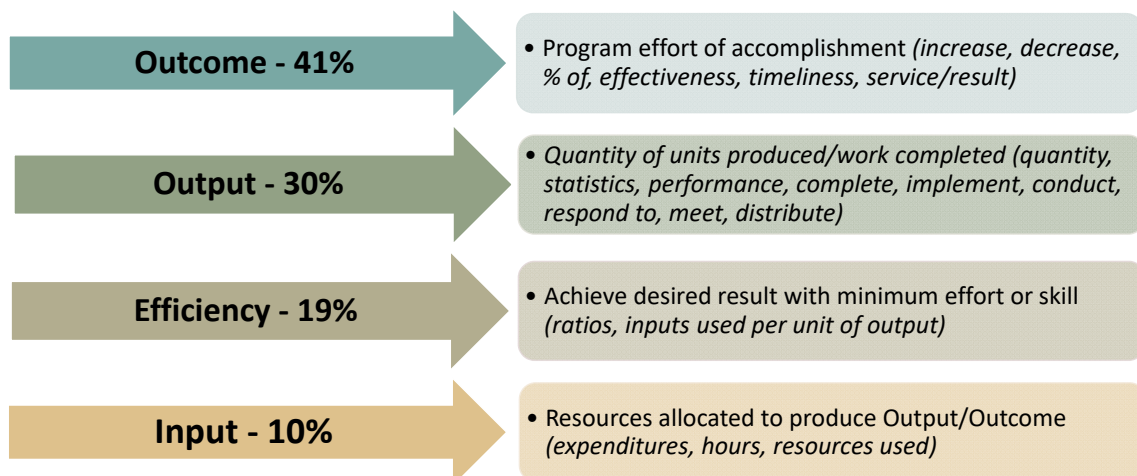 Outcome - 41%
• Program effort of accomplishment (increase, decrease,
% of, effectiveness, timeliness, service/result)
Output - 30%
• Quantity of units produced/work completed (quantity,
statistics, performance, complete, implement, conduct,
respond to, meet, distribute)
Efficiency - 19%
• Achieve desired result with minimum effort or skill
(ratios, inputs used per unit of output)
Input - 10%
• Resources allocated to produce Output/Outcome
(expenditures, hours, resources used)